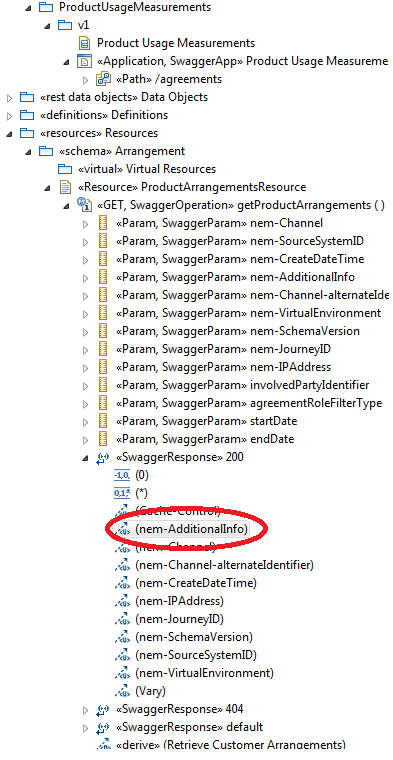 ProductUsageMeasurements
v1
Product Usage Measurements
«Application, SwaggerApp» Product Usage Measureme
«Path» /agreements
«rest data objects» Data Objects
«definitions» Definitions
«resources» Resources
«schema» Arrangement
«virtual» Virtual Resources
«Resource» ProductArrangementsResource
«GET, SwaggerOperation» getProductArrangements ( )
«Param, SwaggerParam» nem-Channel
«Param, SwaggerParam» nem-SourceSystemID
«Param, SwaggerParam» nem-CreateDateTime
«Param, SwaggerParam» nem-AdditionalInfo
«Param, SwaggerParam» nem-Channel-alternateIde
«Param, SwaggerParam» nem-VirtualEnvironment
«Param, SwaggerParam» nem-SchemaVersion
«Param, SwaggerParam» nem-JourneyID
«Param, SwaggerParam» nem-IPAddress
«Param, SwaggerParam» involvedPartyIdentifier
«Param, SwaggerParam» agreementRoleFilterType
«Param, SwaggerParam» startDate
«Param, SwaggerParam» endDate
«SwaggerResponse» 200
-1,0, (0)
0,1,* (*)
(Cache-Control)
(nem-AdditionalInfo)
(nem-Channel)
(nem-Channel-alternateIdentifier)
(nem-CreateDateTime)
(nem-IPAddress)
(nem-JourneyID)
(nem-SchemaVersion)
(nem-SourceSystemID)
(nem-VirtualEnvironment)
(Vary)
«SwaggerResponse» 404
«SwaggerResponse» default
«derive» (Retrieve Customer Arrangements)